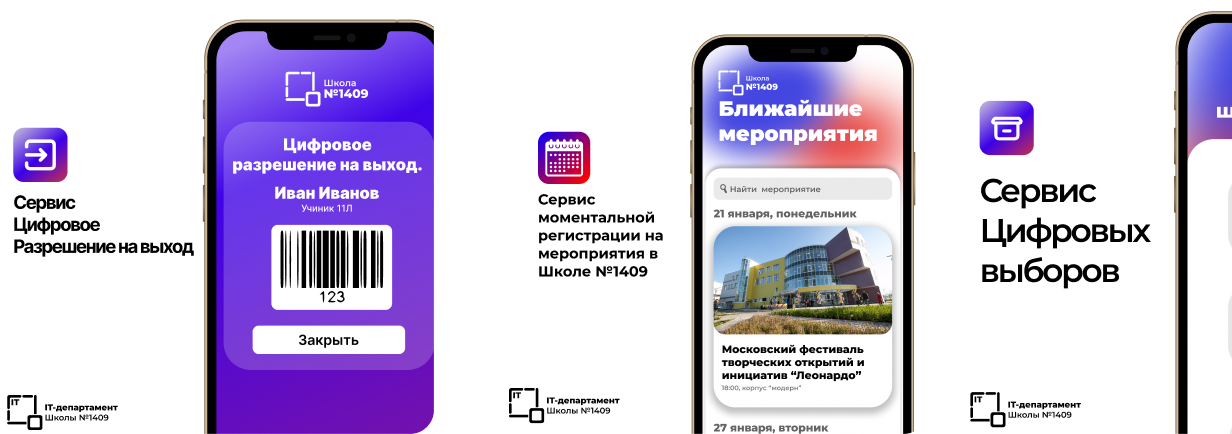 Сервис
Цифровое
Разрешение на выход
IT
IT-департамент
Школы №1409
Школа
№1409
Цифровое
разрешение на выход.
Иван Иванов
Учиник 11Л
123
Закрыть
Сервис
моментальной
регистрации на
мероприятия в
Школе №1409
IT
IT-департамент
Школы №1409
Школа
№1409
Ближайшие
мероприятия
Найти мероприятие
21 января, понедельник
Московский фестиваль
творческих открытий и
инициатив “Леонардо”
18:00, корпус “модерн”
27 января, вторник
Сервис
Цифровых
выборов
IT
IT-департамент
Школы №1409